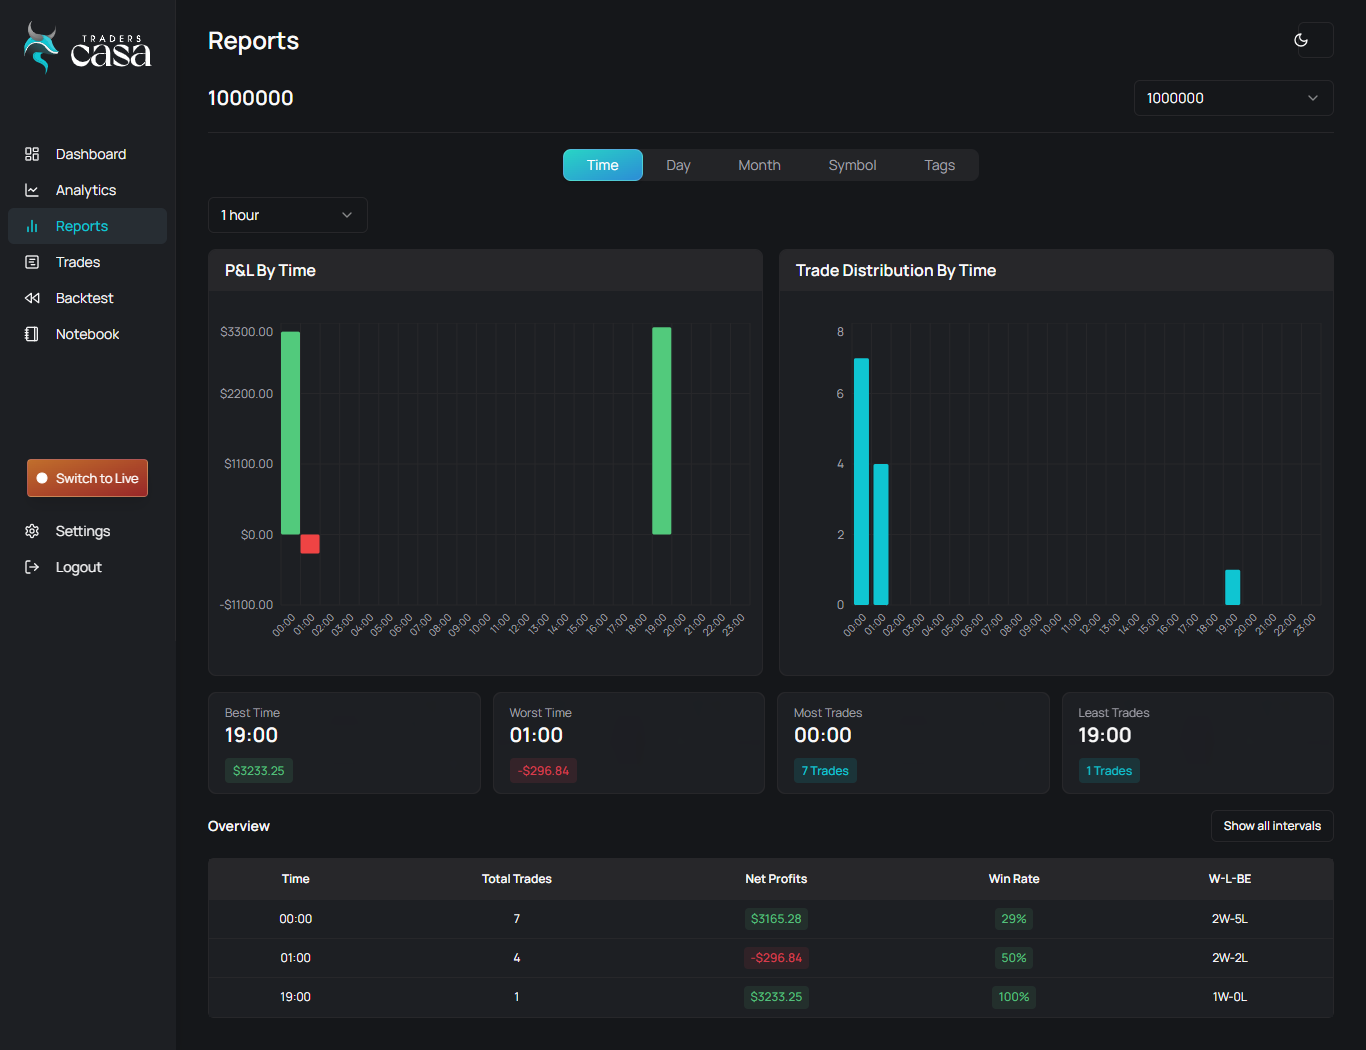 TRADERS
casa
Reports
1000000
1000000
Dashboard
Analytics
Reports
Trades
Backtest
Notebook
Switch to Live
Settings
Logout
Time Day Month Symbol Tags
1 hour
P&L By Time
$3300.00
$2200.00
$1100.00
$0.00
-$1100.00
00:00 01:00 02:00 03:00 04:00 05:00 06:00 07:00 08:00 09:00 10:00 11:00 12:00 13:00 14:00 15:00 16:00 17:00 18:00 19:00 20:00 21:00 22:00 23:00
Trade Distribution By Time
8
6
4
2
0
00:00 01:00 02:00 03:00 04:00 05:00 06:00 07:00 08:00 09:00 10:00 11:00 12:00 13:00 14:00 15:00 16:00 17:00 18:00 19:00 20:00 21:00 22:00 23:00
Best Time
19:00
$3233.25
Worst Time
01:00
-$296.84
Most Trades
00:00
7 Trades
Least Trades
19:00
1 Trades
Overview
Show all intervals
Time Total Trades Net Profits Win Rate W-L-BE
00:00 7 $3165.28 29% 2W-5L
01:00 4 -$296.84 50% 2W-2L
19:00 1 $3233.25 100% 1W-0L